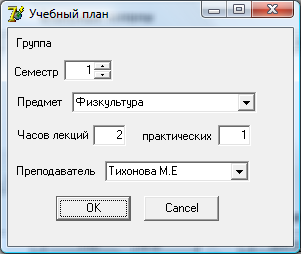 Учебный план
Группа
Семестр 1
Предмет Физкультура
Часов лекций 2 практических 1
Преподаватель Тихонова М.Е
OK Cancel